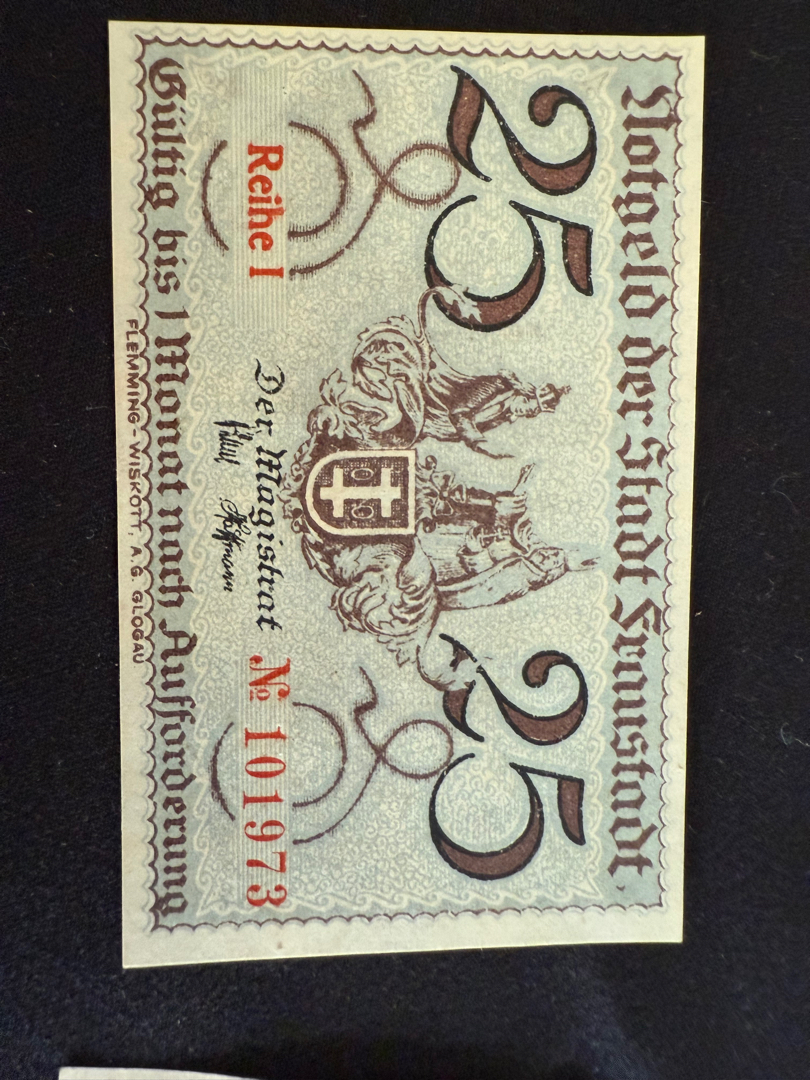 Notgeld der Stadt Fraustadt.
25 25
Reihe I
Der Magistrat
№ 101973
Gültig bis 1 Monat nach Aufforderung
FLEMMING-WISKOTT, A.G. GLOGAU